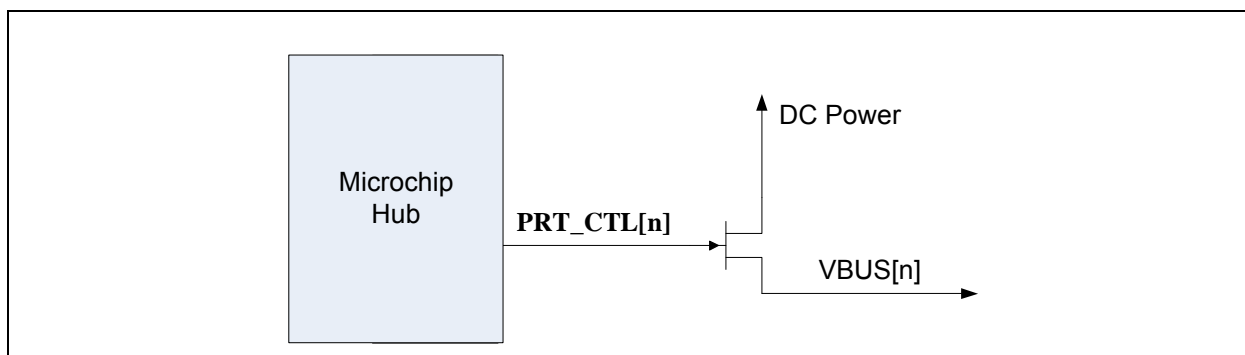 Microchip
Hub
PRT_CTL[n]
DC Power
VBUS[n]